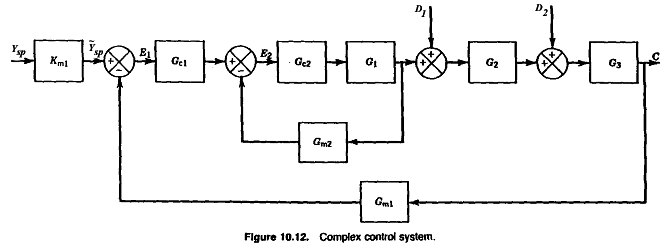 D1 D2
Ysp Km1 Ỹsp + − E1 Gc1 + − E2 Gc2 G1 + + G2 + + G3 C
Gm2
Gm1
Figure 10.12. Complex control system.